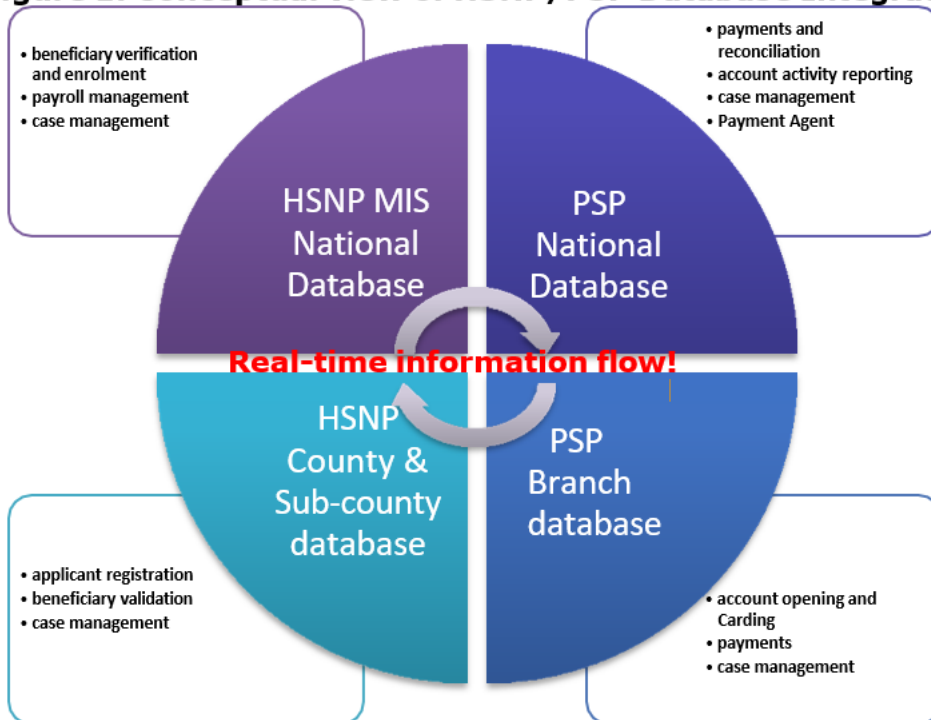 • beneficiary verification
and enrolment
• payroll management
• case management
• payments and
reconciliation
• account activity reporting
• case management
• Payment Agent
HSNP MIS
National
Database
PSP
National
Database
Real-time information flow!
HSNP
County &
Sub-county
database
PSP
Branch
database
• applicant registration
• beneficiary validation
• case management
• account opening and
Carding
• payments
• case management